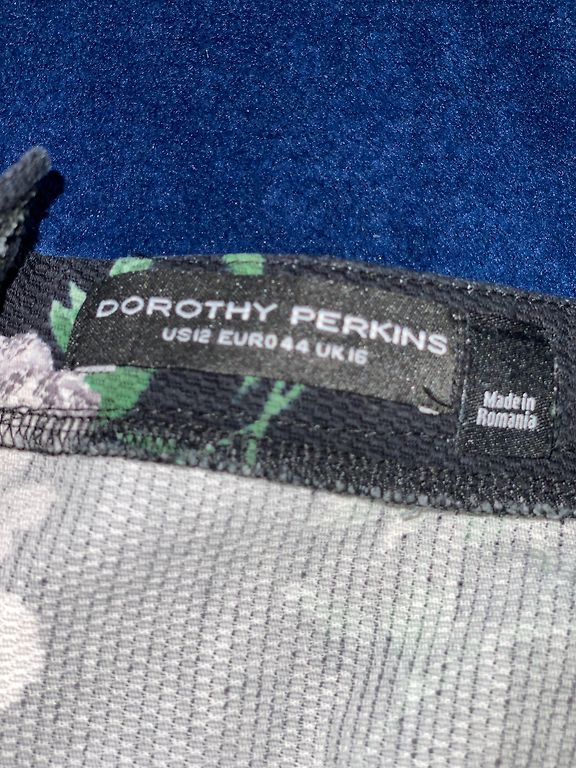 DOROTHY PERKINS
US12 EURO44 UK16
Made in
Romania